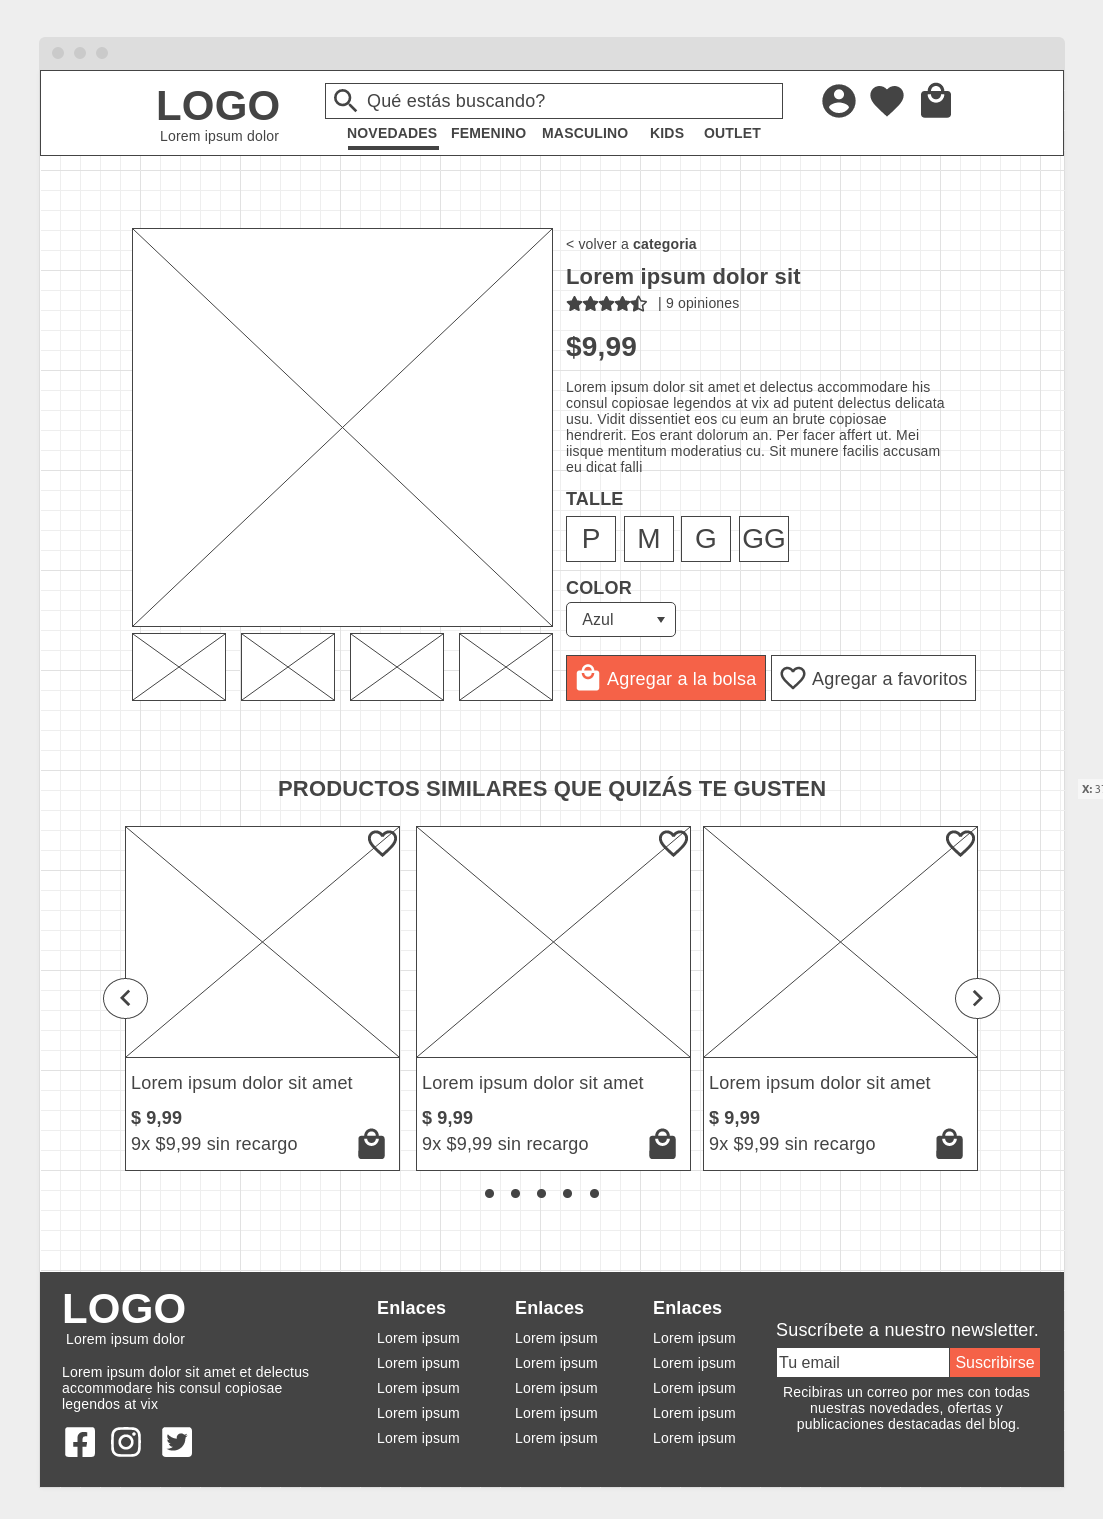 LOGO
Lorem ipsum dolor
Qué estás buscando?
NOVEDADES FEMENINO MASCULINO KIDS OUTLET
< volver a categoria
Lorem ipsum dolor sit
| 9 opiniones
$9,99
Lorem ipsum dolor sit amet et delectus accommodare his
consul copiosae legendos at vix ad putent delectus delicata
usu. Vidit dissentiet eos cu eum an brute copiosae
hendrerit. Eos erant dolorum an. Per facer affert ut. Mei
iisque mentitum moderatius cu. Sit munere facilis accusam
eu dicat falli
TALLE
P M G GG
COLOR
Azul
Agregar a la bolsa
Agregar a favoritos
PRODUCTOS SIMILARES QUE QUIZÁS TE GUSTEN
X: 3
Lorem ipsum dolor sit amet
$ 9,99
9x $9,99 sin recargo
Lorem ipsum dolor sit amet
$ 9,99
9x $9,99 sin recargo
Lorem ipsum dolor sit amet
$ 9,99
9x $9,99 sin recargo
LOGO
Lorem ipsum dolor
Lorem ipsum dolor sit amet et delectus
accommodare his consul copiosae
legendos at vix
Enlaces
Lorem ipsum
Lorem ipsum
Lorem ipsum
Lorem ipsum
Lorem ipsum
Enlaces
Lorem ipsum
Lorem ipsum
Lorem ipsum
Lorem ipsum
Lorem ipsum
Enlaces
Lorem ipsum
Lorem ipsum
Lorem ipsum
Lorem ipsum
Lorem ipsum
Suscríbete a nuestro newsletter.
Tu email
Suscribirse
Recibiras un correo por mes con todas
nuestras novedades, ofertas y
publicaciones destacadas del blog.